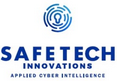 SAFETECH
INNOVATIONS
APPLIED CYBER INTELLIGENCE